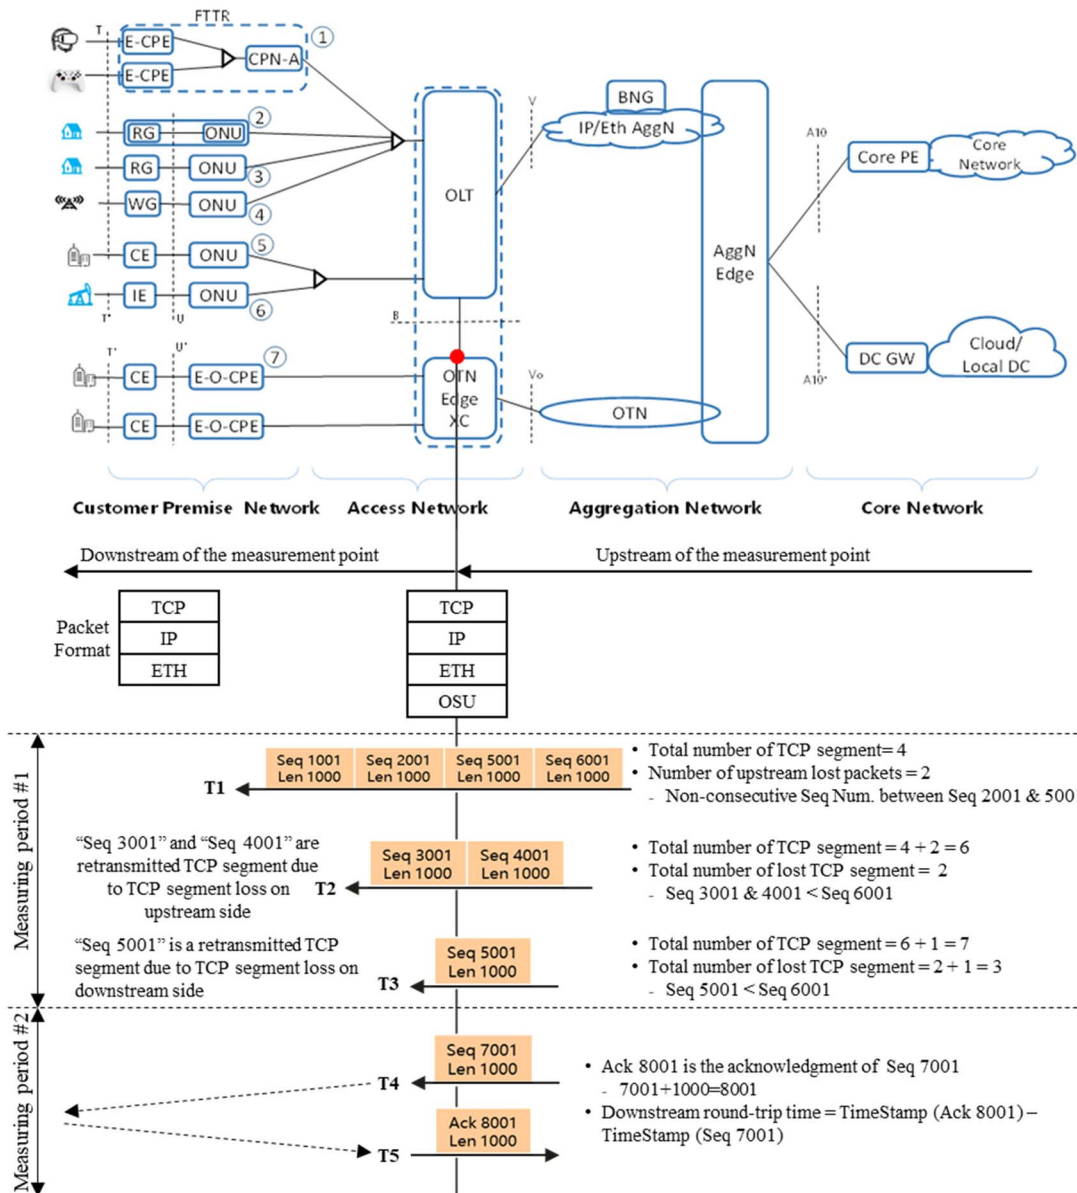 FTTR
T
E-CPE
①
CPN-A
E-CPE
RG
ONU
②
RG
ONU
③
WG
ONU
④
CE
ONU
⑤
IE
ONU
⑥
T'
U
OLT
B
V
BNG
IP/Eth AggN
AggN
Edge
A10
Core PE
Core
Network
T'
U'
⑦
CE
E-O-CPE
CE
E-O-CPE
OTN
Edge
XC
Vo
OTN
A10'
DC GW
Cloud/
Local DC
Customer Premise Network
Access Network
Aggregation Network
Core Network
Downstream of the measurement point
Upstream of the measurement point
Packet
Format
TCP
IP
ETH
TCP
IP
ETH
OSU
Measuring period #1
Seq 1001
Len 1000
Seq 2001
Len 1000
Seq 5001
Len 1000
Seq 6001
Len 1000
T1
• Total number of TCP segment= 4
• Number of upstream lost packets = 2
- Non-consecutive Seq Num. between Seq 2001 & 500
"Seq 3001" and "Seq 4001" are
retransmitted TCP segment due
to TCP segment loss on
upstream side
T2
Seq 3001
Len 1000
Seq 4001
Len 1000
• Total number of TCP segment = 4 + 2 = 6
• Total number of lost TCP segment = 2
- Seq 3001 & 4001 < Seq 6001
"Seq 5001" is a retransmitted TCP
segment due to TCP segment loss on
downstream side
T3
Seq 5001
Len 1000
• Total number of TCP segment = 6 + 1 = 7
• Total number of lost TCP segment = 2 + 1 = 3
- Seq 5001 < Seq 6001
Measuring period #2
Seq 7001
Len 1000
T4
Ack 8001
Len 1000
T5
• Ack 8001 is the acknowledgment of Seq 7001
- 7001+1000=8001
• Downstream round-trip time = TimeStamp (Ack 8001) –
TimeStamp (Seq 7001)